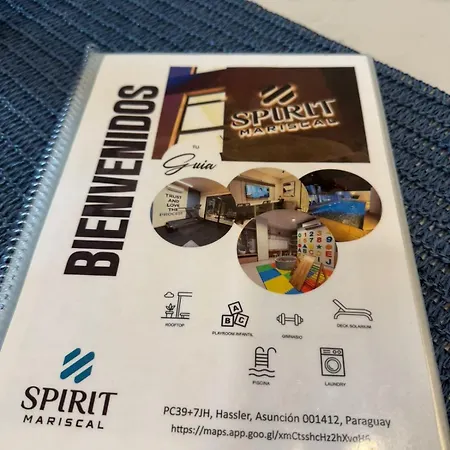 BIENVENIDOS
Tu
Guia
SPIRIT
MARISCAL
TRUST AND
LOVE
THE
PROCESS
ROOFTOP
PLAYROOM INFANTIL
GIMNASIO
DECK SOLARIUM
PISCINA
LAUNDRY
SPIRIT
MARISCAL
PC39+7JH, Hassler, Asunción 001412, Paraguay